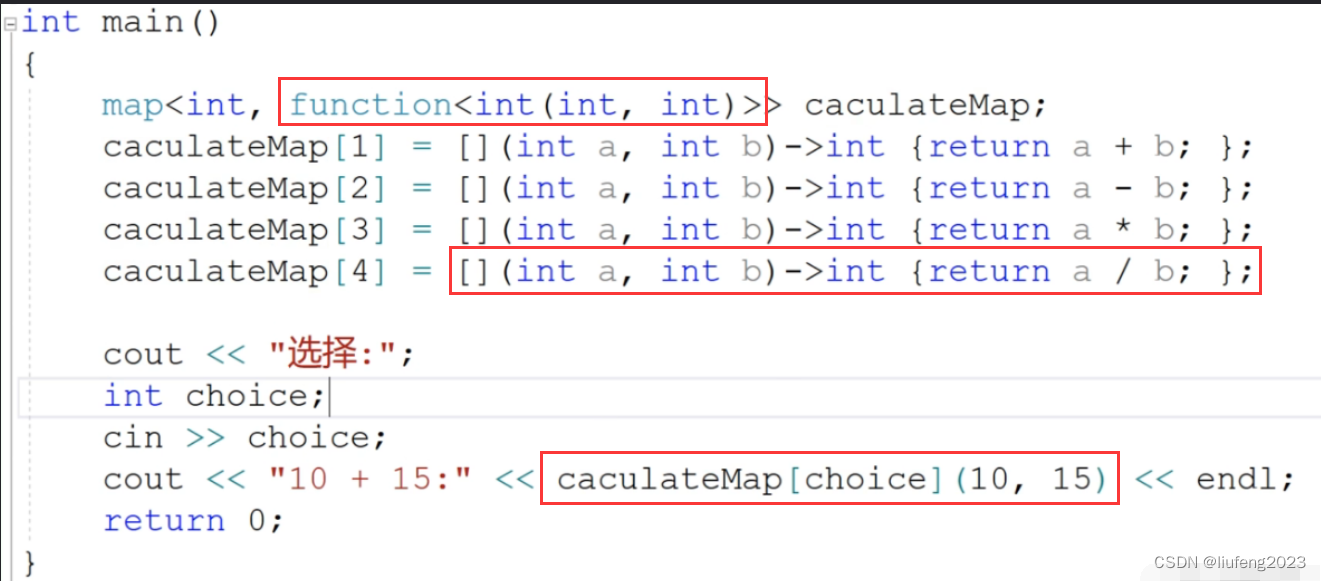 int main()
{
map<int, function<int(int, int)>> caculateMap;
caculateMap[1] = [](int a, int b)->int {return a + b; };
caculateMap[2] = [](int a, int b)->int {return a - b; };
caculateMap[3] = [](int a, int b)->int {return a * b; };
caculateMap[4] = [](int a, int b)->int {return a / b; };
cout << "选择:";
int choice;
cin >> choice;
cout << "10 + 15:" << caculateMap[choice](10, 15) << endl;
return 0;
}
CSDN @liufeng2023